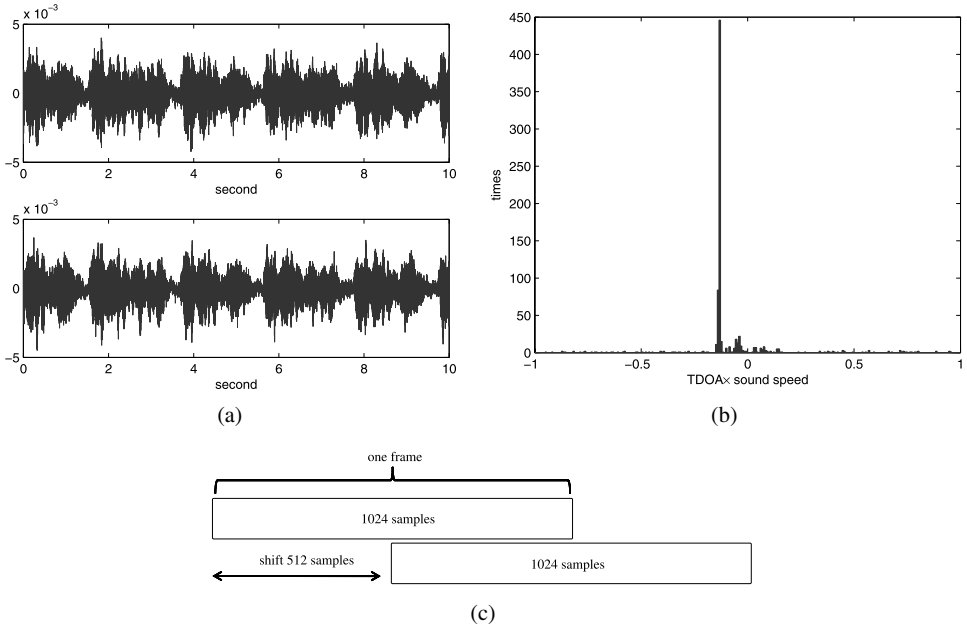 x 10⁻³
5
0
−5
0 2 4 6 8 10
second
x 10⁻³
5
0
−5
0 2 4 6 8 10
second
(a)
450
400
350
300
250
200
150
100
50
0
times
−1 −0.5 0 0.5 1
TDOA× sound speed
(b)
one frame
1024 samples
shift 512 samples
1024 samples
(c)